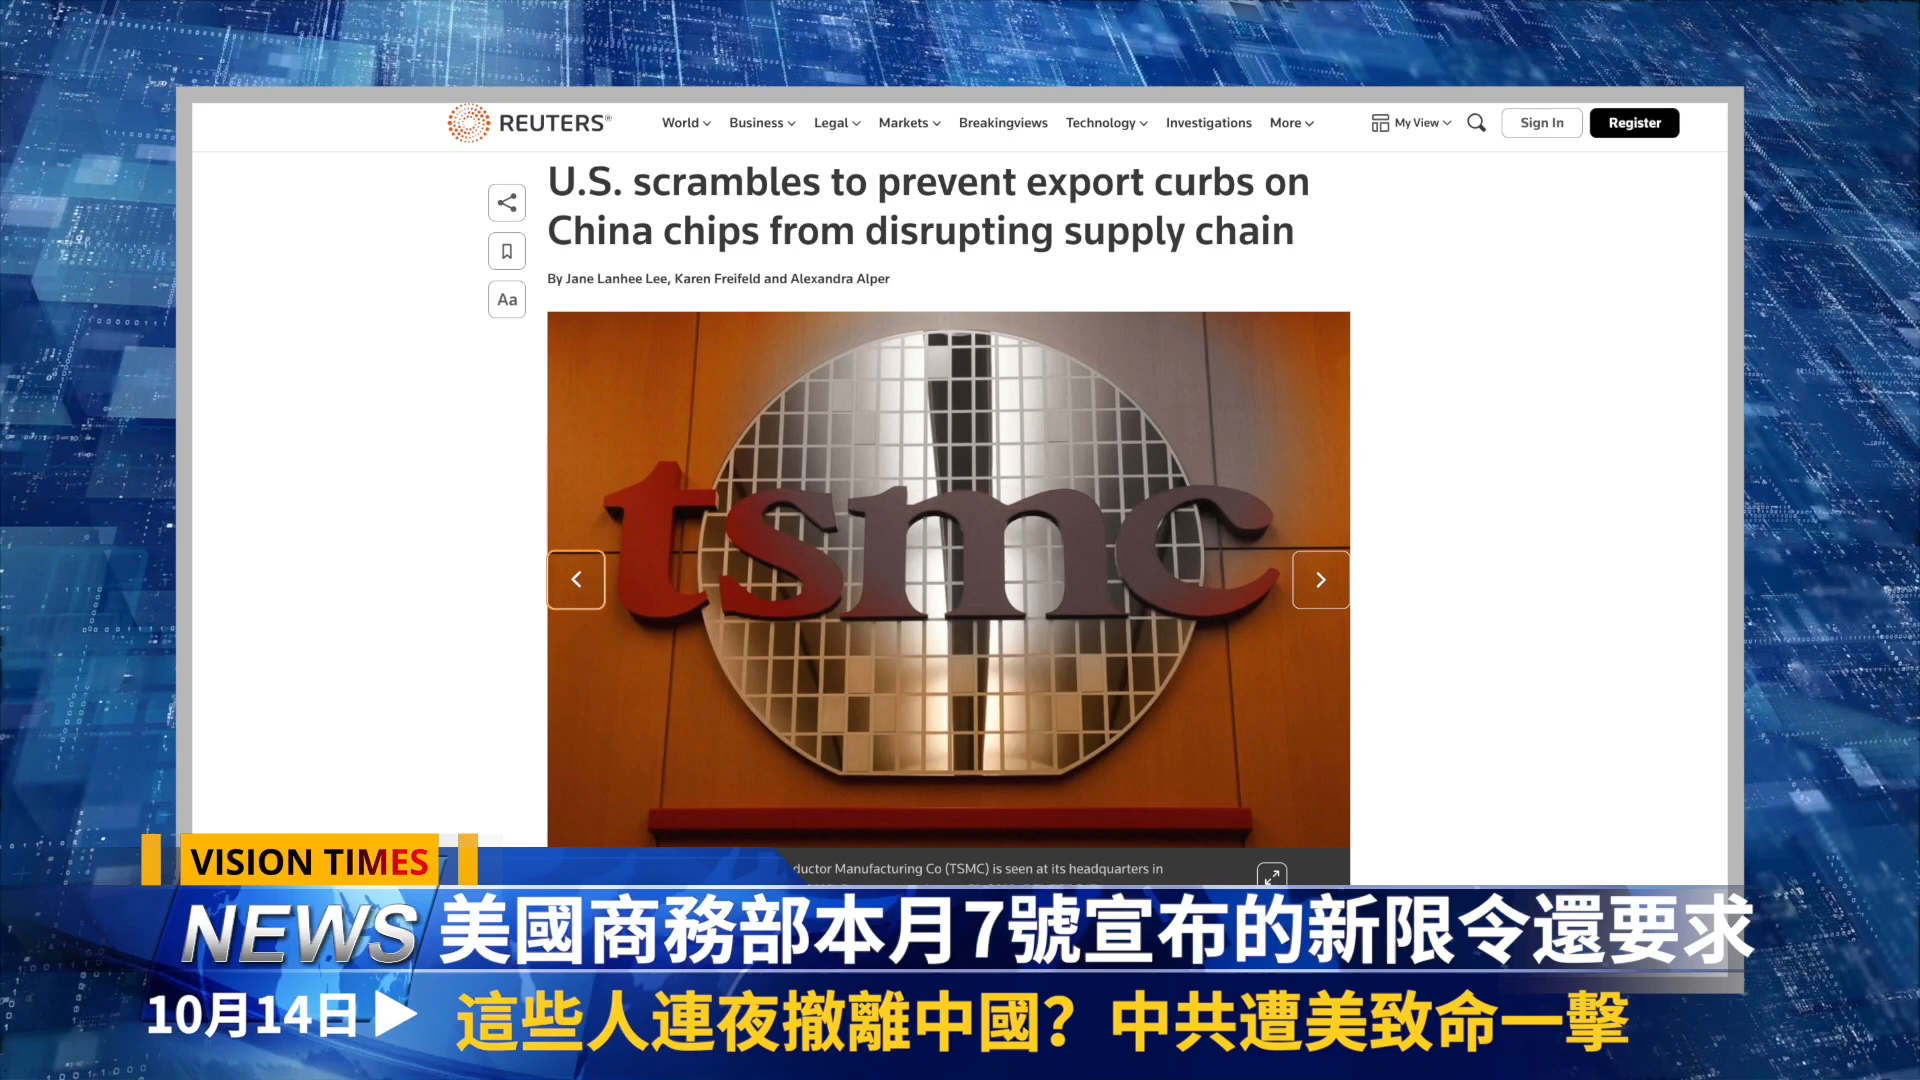 REUTERS®
World Business Legal Markets Breakingviews Technology Investigations More My View Sign In Register
U.S. scrambles to prevent export curbs on
China chips from disrupting supply chain
Aa
By Jane Lanhee Lee, Karen Freifeld and Alexandra Alper
tsmc
ductor Manufacturing Co (TSMC) is seen at its headquarters in
VISION TIMES
NEWS
美國商務部本月7號宣布的新限令還要求
10月14日
這些人連夜撤離中國？中共遭美致命一擊